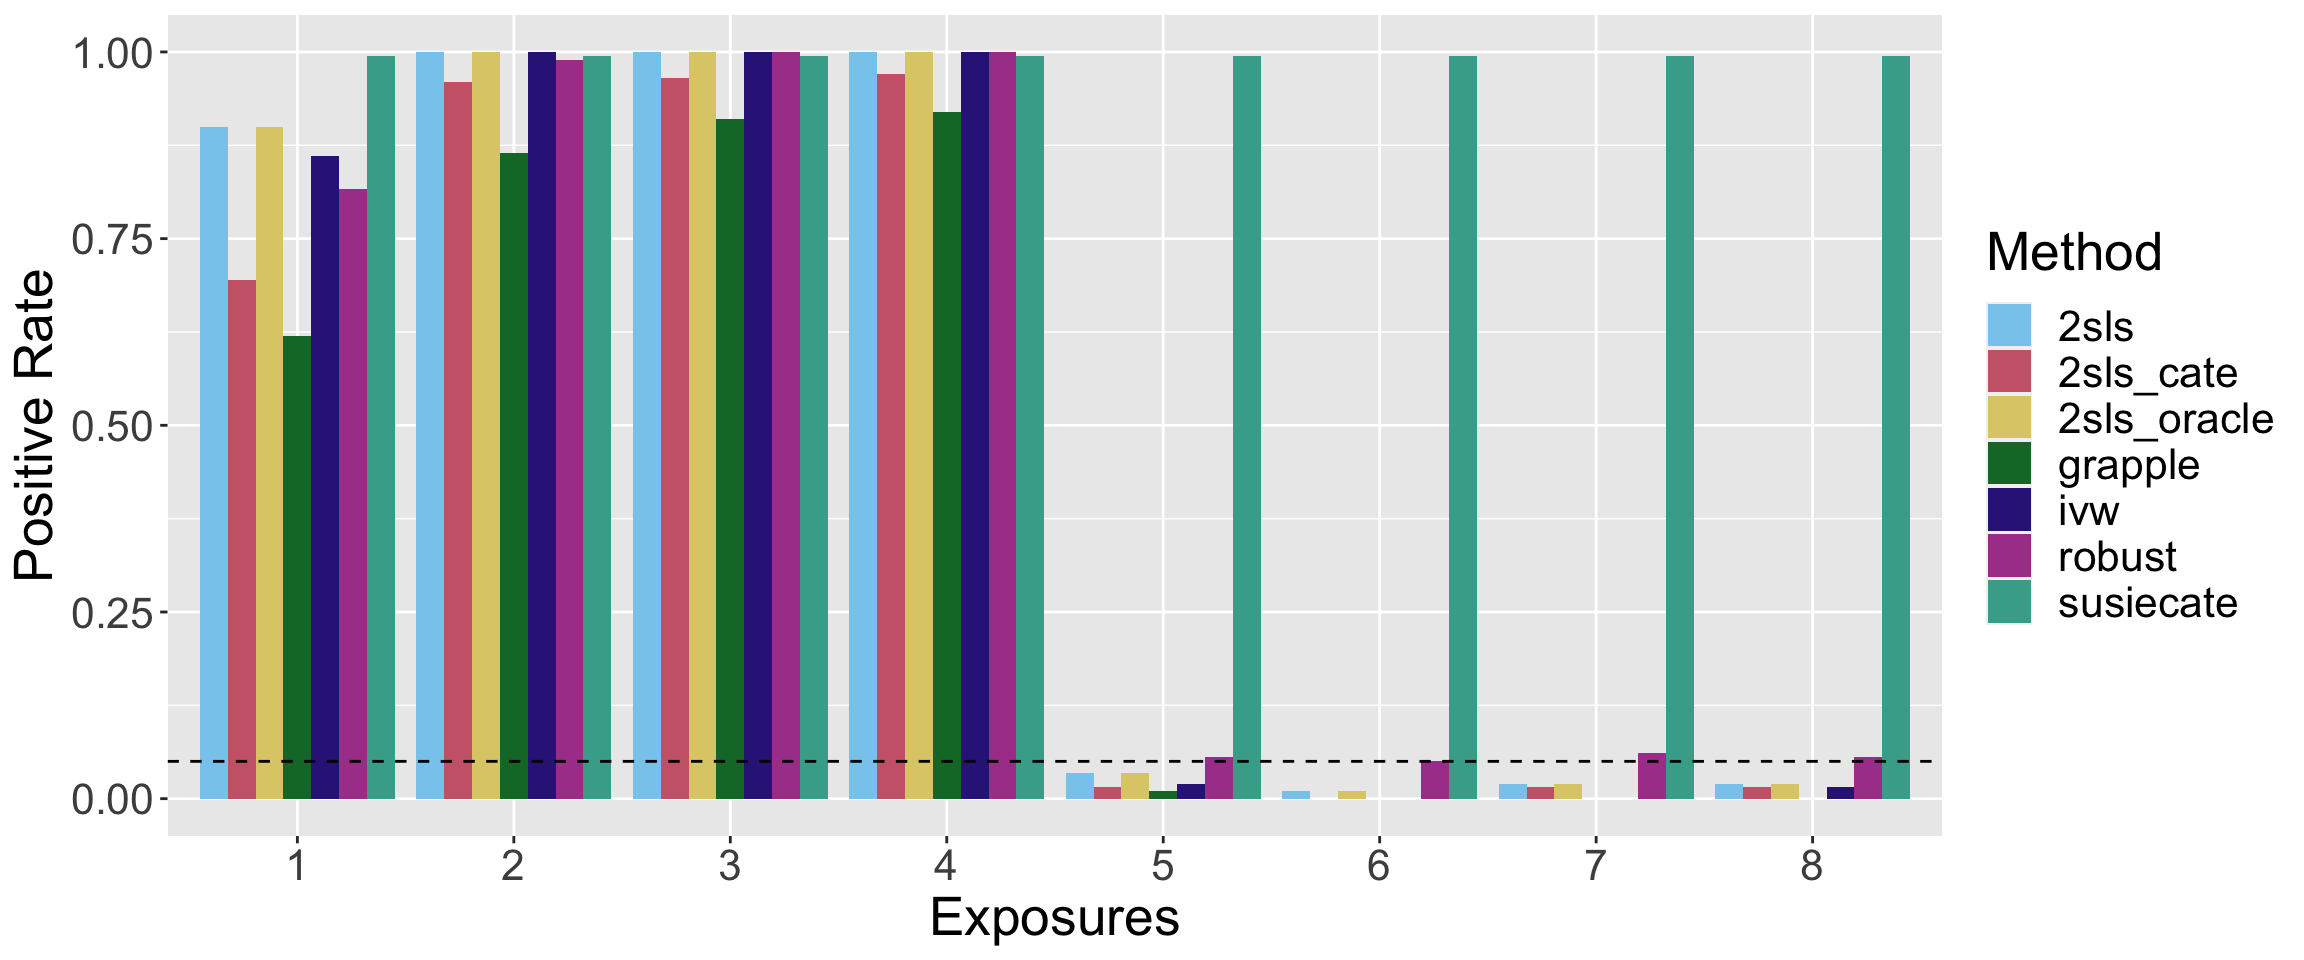 Positive Rate
1.00
0.75
0.50
0.25
0.00
1 2 3 4 5 6 7 8
Exposures
Method
2sls
2sls_cate
2sls_oracle
grapple
ivw
robust
susiecate